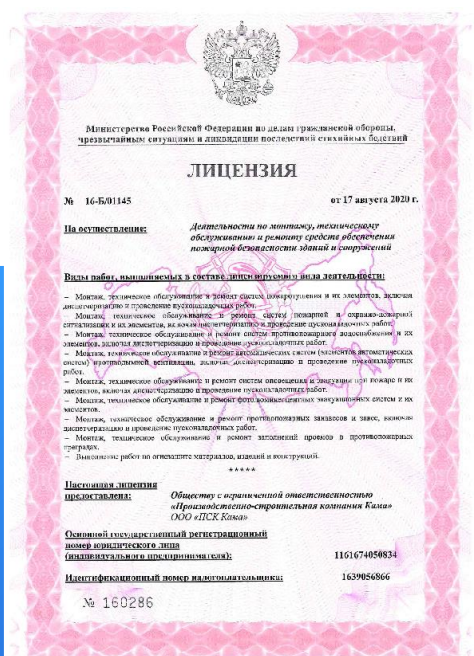 Министерство Российской Федерации по делам гражданской обороны,
чрезвычайным ситуациям и ликвидации последствий стихийных бедствий
ЛИЦЕНЗИЯ
№ 16-Б/01145
от 17 августа 2020 г.
На осуществление:
Деятельности по монтажу, техническому
обслуживанию и ремонту средств обеспечения
пожарной безопасности зданий и сооружений
Виды работ, выполняемых в составе лицензируемого вида деятельности:
– Монтаж, техническое обслуживание и ремонт систем пожаротушения и их элементов, включая
диспетчеризацию и проведение пусконаладочных работ.
– Монтаж, техническое обслуживание и ремонт систем пожарной и охранно-пожарной
сигнализации и их элементов, включая диспетчеризацию и проведение пусконаладочных работ.
– Монтаж, техническое обслуживание и ремонт систем противопожарного водоснабжения и их
элементов, включая диспетчеризацию и проведение пусконаладочных работ.
– Монтаж, техническое обслуживание и ремонт автоматических систем (элементов автоматических
систем) противодымной вентиляции, включая диспетчеризацию и проведение пусконаладочных
работ.
– Монтаж, техническое обслуживание и ремонт систем оповещения и эвакуации при пожаре и их
элементов, включая диспетчеризацию и проведение пусконаладочных работ.
– Монтаж, техническое обслуживание и ремонт фотолюминесцентных эвакуационных систем и их
элементов.
– Монтаж, техническое обслуживание и ремонт противопожарных занавесов и завес, включая
диспетчеризацию и проведение пусконаладочных работ.
– Монтаж, техническое обслуживание и ремонт заполнений проемов в противопожарных
преградах.
– Выполнение работ по огнезащите материалов, изделий и конструкций.
*****
Настоящая лицензия
предоставлена:
Обществу с ограниченной ответственностью
«Производственно-строительная компания Кама»
ООО «ПСК Кама»
Основной государственный регистрационный
номер юридического лица
(индивидуального предпринимателя):
1161674050834
Идентификационный номер налогоплательщика:
1639056866
№ 160286